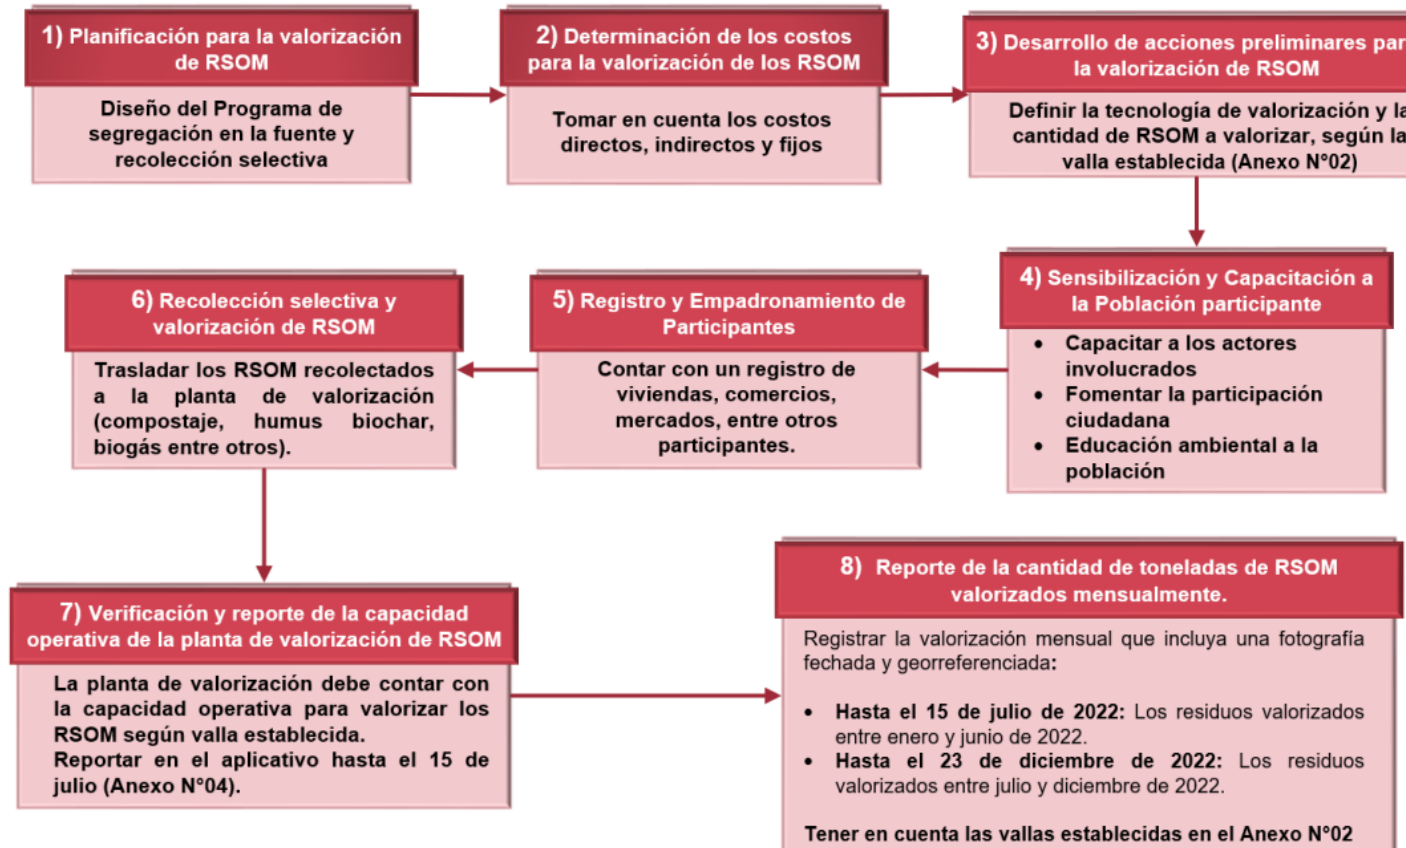 1) Planificación para la valorización
de RSOM
Diseño del Programa de
segregación en la fuente y
recolección selectiva
2) Determinación de los costos
para la valorización de los RSOM
Tomar en cuenta los costos
directos, indirectos y fijos
3) Desarrollo de acciones preliminares par
la valorización de RSOM
Definir la tecnología de valorización y la
cantidad de RSOM a valorizar, según la
valla establecida (Anexo N°02)
4) Sensibilización y Capacitación a
la Población participante
• Capacitar a los actores
involucrados
• Fomentar la participación
ciudadana
• Educación ambiental a la
población
5) Registro y Empadronamiento de
Participantes
Contar con un registro de
viviendas, comercios,
mercados, entre otros
participantes.
6) Recolección selectiva y
valorización de RSOM
Trasladar los RSOM recolectados
a la planta de valorización
(compostaje, humus biochar,
biogás entre otros).
7) Verificación y reporte de la capacidad
operativa de la planta de valorización de RSOM
La planta de valorización debe contar con
la capacidad operativa para valorizar los
RSOM según valla establecida.
Reportar en el aplicativo hasta el 15 de
julio (Anexo N°04).
8) Reporte de la cantidad de toneladas de RSOM
valorizados mensualmente.
Registrar la valorización mensual que incluya una fotografía
fechada y georreferenciada:
• Hasta el 15 de julio de 2022: Los residuos valorizados
entre enero y junio de 2022.
• Hasta el 23 de diciembre de 2022: Los residuos
valorizados entre julio y diciembre de 2022.
Tener en cuenta las vallas establecidas en el Anexo N°02